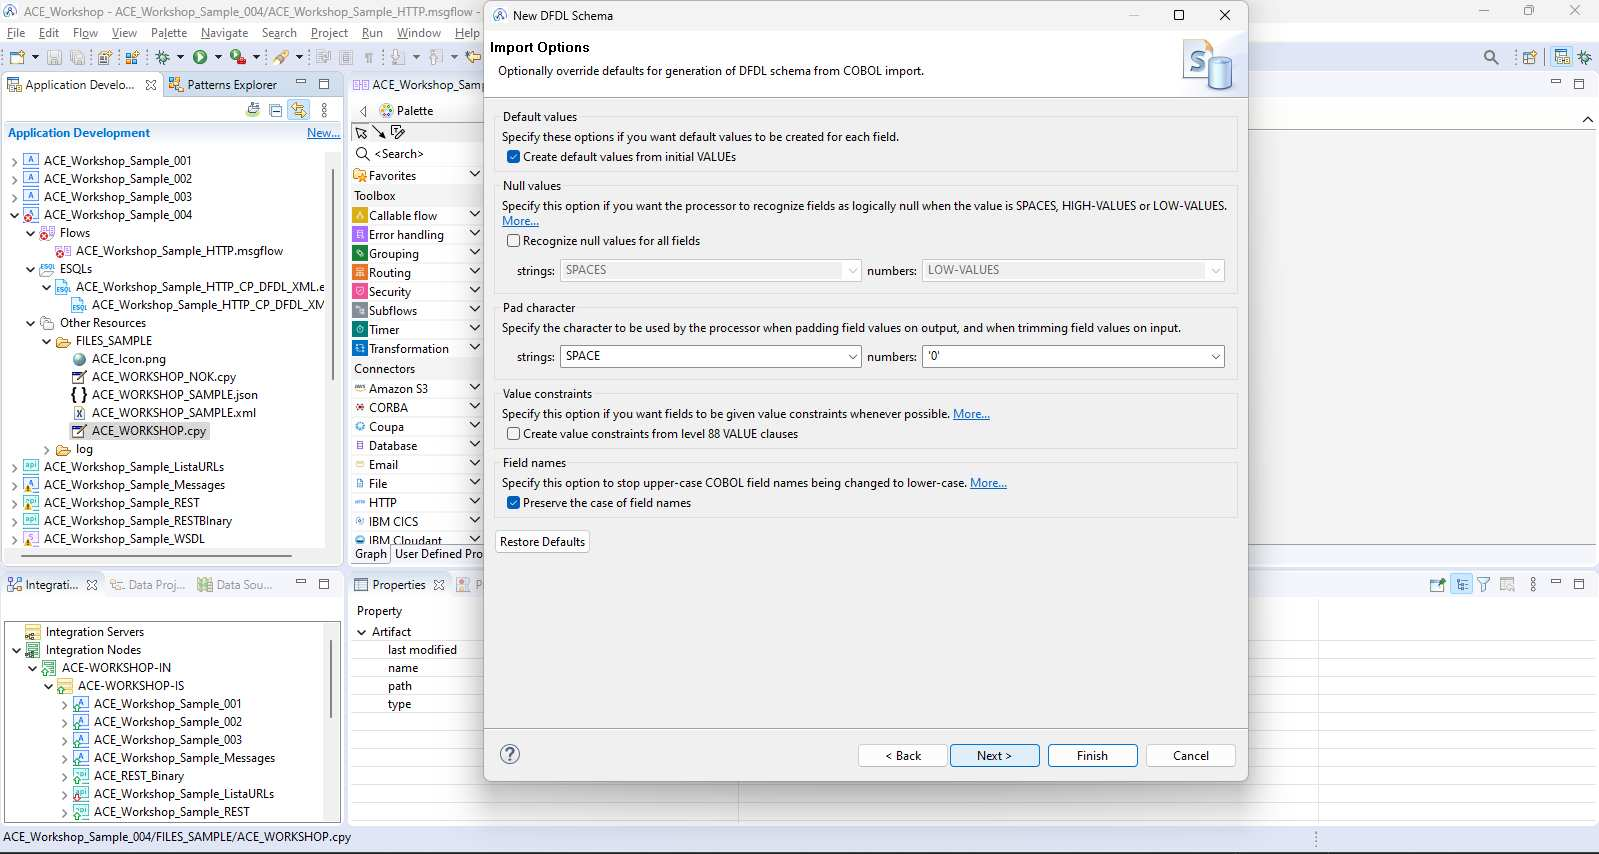 ACE_Workshop - ACE_Workshop_Sample_004/ACE_Workshop_Sample_HTTP.msgflow -
File Edit Flow View Palette Navigate Search Project Run Window Help
Application Develo...
Patterns Explorer
Application Development
New...
ACE_Workshop_Sample_001
ACE_Workshop_Sample_002
ACE_Workshop_Sample_003
ACE_Workshop_Sample_004
Flows
ACE_Workshop_Sample_HTTP.msgflow
ESQLs
ACE_Workshop_Sample_HTTP_CP_DFDL_XML.e
ACE_Workshop_Sample_HTTP_CP_DFDL_XM
Other Resources
FILES_SAMPLE
ACE_Icon.png
ACE_WORKSHOP_NOK.cpy
ACE_WORKSHOP_SAMPLE.json
ACE_WORKSHOP_SAMPLE.xml
ACE_WORKSHOP.cpy
log
ACE_Workshop_Sample_ListaURLs
ACE_Workshop_Sample_Messages
ACE_Workshop_Sample_REST
ACE_Workshop_Sample_RESTBInary
ACE_Workshop_Sample_WSDL
ACE_Workshop_Sam
Palette
<Search>
Favorites
Toolbox
Callable flow
Error handling
Grouping
Routing
Security
Subflows
Timer
Transformation
Connectors
Amazon S3
CORBA
Coupa
Database
Email
File
HTTP
IBM CICS
IBM Cloudant
Graph
User Defined Pro
New DFDL Schema
Import Options
Optionally override defaults for generation of DFDL schema from COBOL import.
Default values
Specify these options if you want default values to be created for each field.
Create default values from initial VALUEs
Null values
Specify this option if you want the processor to recognize fields as logically null when the value is SPACES, HIGH-VALUES or LOW-VALUES.
More...
Recognize null values for all fields
strings: SPACES numbers: LOW-VALUES
Pad character
Specify the character to be used by the processor when padding field values on output, and when trimming field values on input.
strings: SPACE numbers: '0'
Value constraints
Specify this option if you want fields to be given value constraints whenever possible. More...
Create value constraints from level 88 VALUE clauses
Field names
Specify this option to stop upper-case COBOL field names being changed to lower-case. More...
Preserve the case of field names
Restore Defaults
< Back
Next >
Finish
Cancel
Integrati...
Data Proj...
Data Sou...
Integration Servers
Integration Nodes
ACE-WORKSHOP-IN
ACE-WORKSHOP-IS
ACE_Workshop_Sample_001
ACE_Workshop_Sample_002
ACE_Workshop_Sample_003
ACE_Workshop_Sample_Messages
ACE_REST_Binary
ACE_Workshop_Sample_ListaURLs
ACE_Workshop_Sample_REST
Properties
P
Property
Artifact
last modified
name
path
type
ACE_Workshop_Sample_004/FILES_SAMPLE/ACE_WORKSHOP.cpy